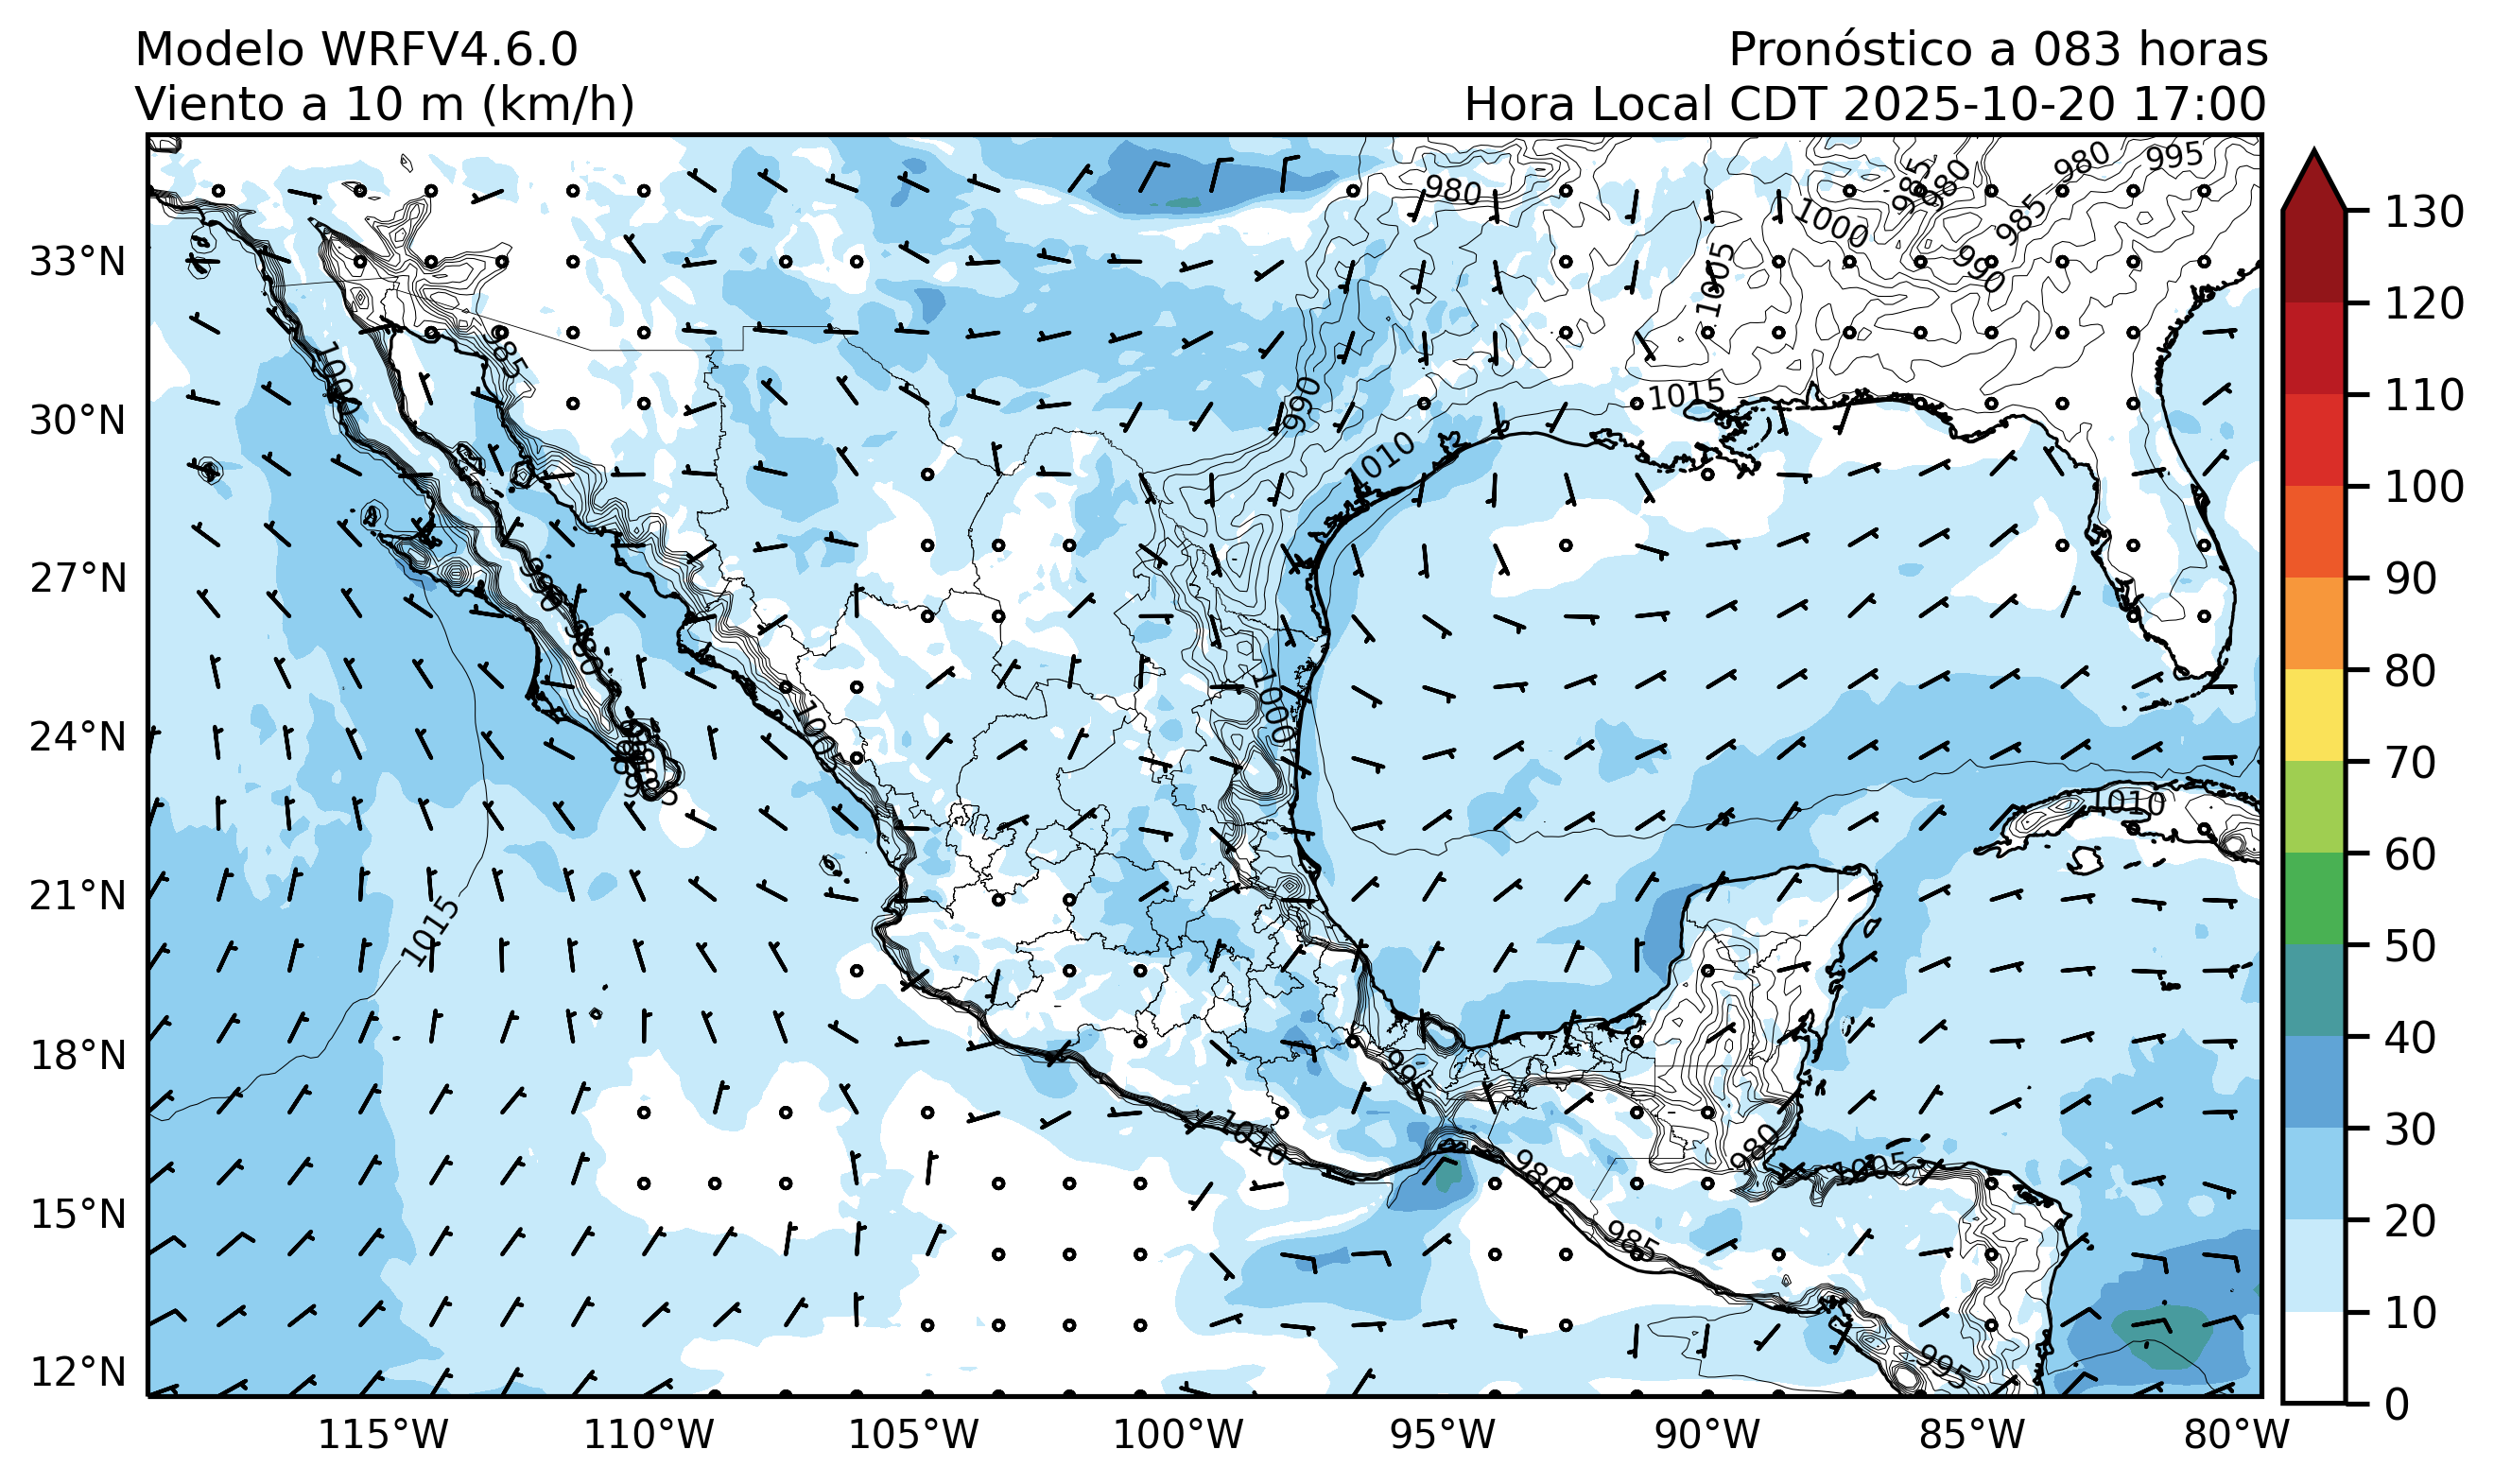 Modelo WRFV4.6.0
Pronóstico a 083 horas
Viento a 10 m (km/h)
Hora Local CDT 2025-10-20 17:00
33°N
30°N
27°N
24°N
21°N
18°N
15°N
12°N
115°W
110°W
105°W
100°W
95°W
90°W
85°W
80°W
130
120
110
100
90
80
70
60
50
40
30
20
10
0
980
985
980
980
995
1000
985
990
1005
1015
990
1010
1000
985
990
1005
1000
1010
1015
995
1010
980
980
1005
985
995